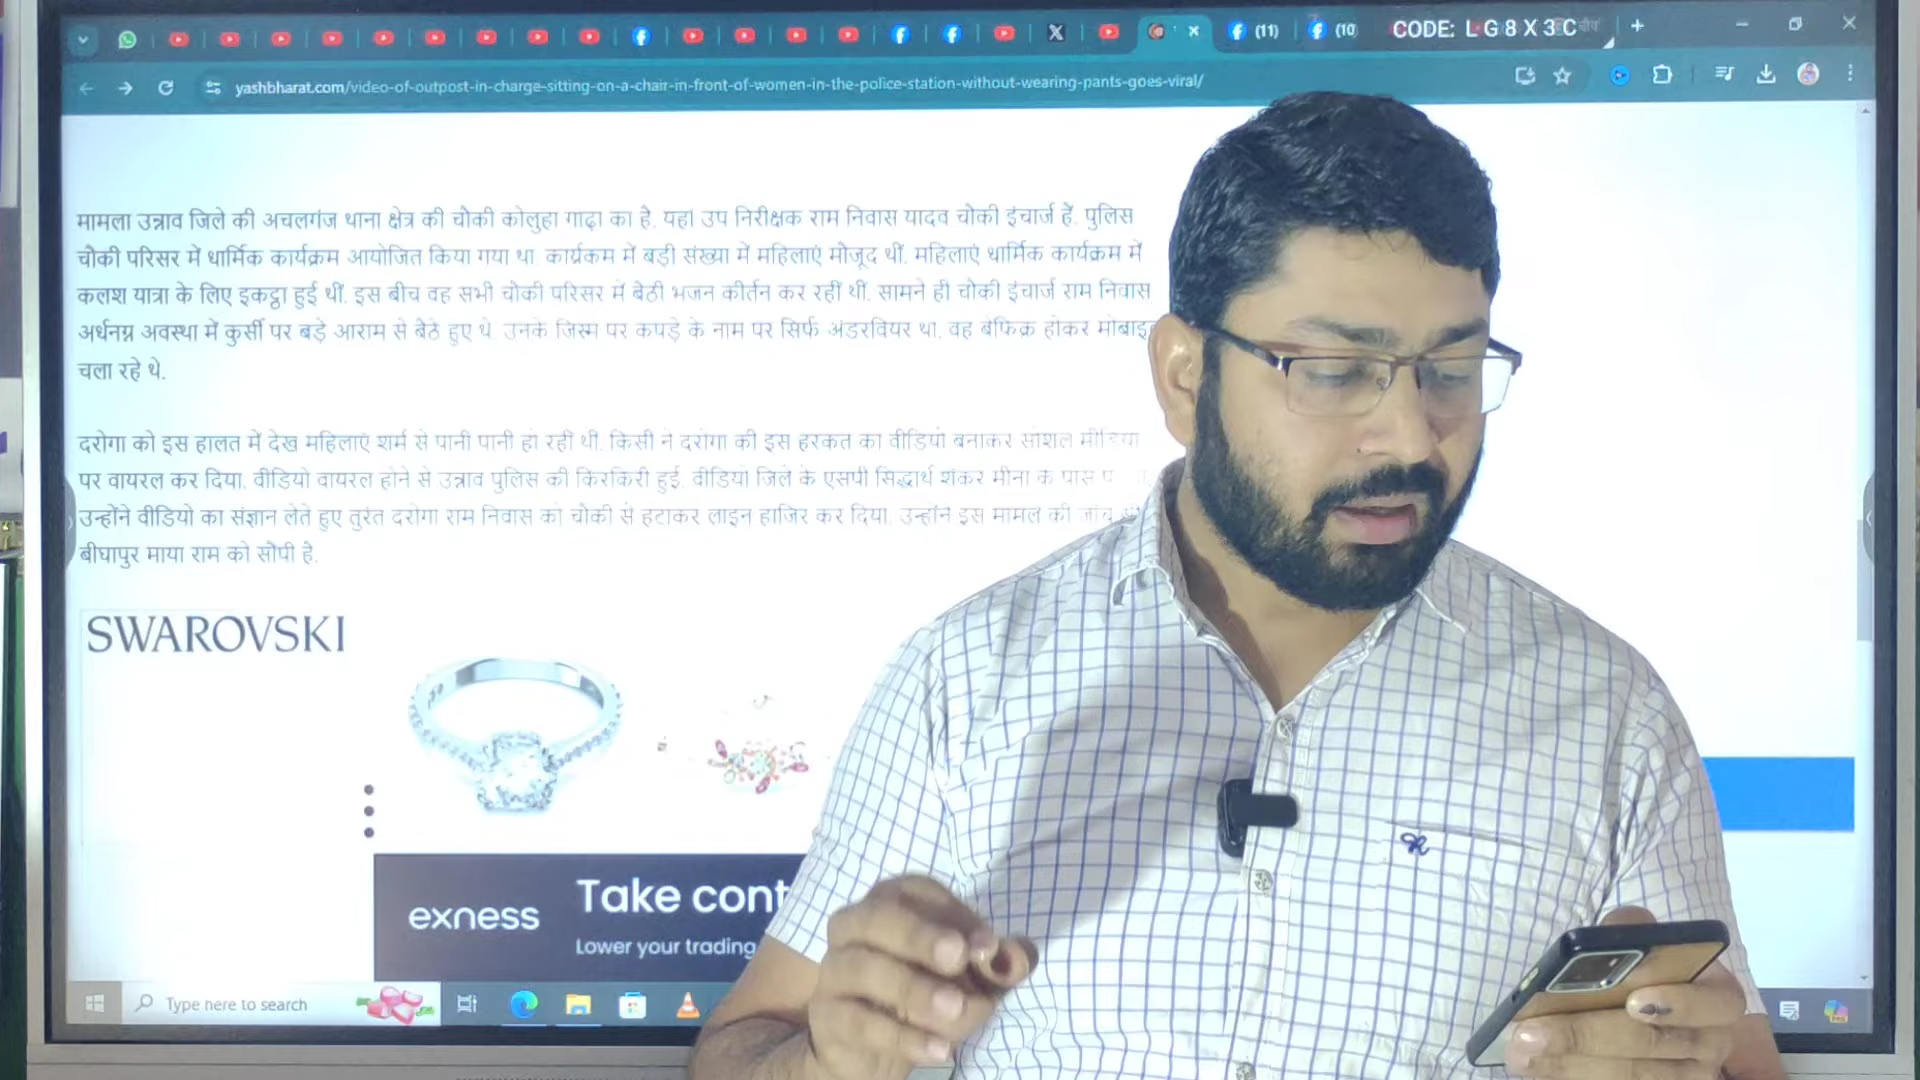 (11)
(10
CODE: LG8X3C
yashbharat.com/video-of-outpost-in-charge-sitting-on-a-chair-in-front-of-women-in-the-police-station-without-wearing-pants-goes-viral/
मामला उन्नाव जिले की अचलगंज थाना क्षेत्र की चौकी कोलुहा गाढ़ा का है. यहां उप निरीक्षक राम निवास यादव चौकी इंचार्ज हैं. पुलिस
चौकी परिसर में धार्मिक कार्यक्रम आयोजित किया गया था. कार्यक्रम में बड़ी संख्या में महिलाएं मौजूद थीं. महिलाएं धार्मिक कार्यक्रम में
कलश यात्रा के लिए इकट्ठा हुई थीं. इस बीच वह सभी चौकी परिसर में बैठी भजन कीर्तन कर रहीं थीं. सामने ही चौकी इंचार्ज राम निवास
अर्धनग्न अवस्था में कुर्सी पर बड़े आराम से बैठे हुए थे. उनके जिस्म पर कपड़े के नाम पर सिर्फ अंडरवियर था. वह बेफिक्र होकर
चला रहे थे.
दरोगा को इस हालत में देख महिलाएं शर्म से पानी पानी हो रहीं थीं. किसी ने दरोगा की इस हरकत का वीडियो बनाकर सोशल मीडिया
पर वायरल कर दिया. वीडियो वायरल होने से उन्नाव पुलिस की किरकिरी हुई. वीडियो जिले के एसपी सिद्धार्थ शंकर मीना के पास
उन्होंने वीडियो का संज्ञान लेते हुए तुरंत दरोगा राम निवास को चौकी से हटाकर लाइन हाजिर कर दिया. उन्होंने इस मामले की जांच
बीघापुर माया राम को सौंपी है.
SWAROVSKI
exness
Take cont
Lower your trading
Type here to search